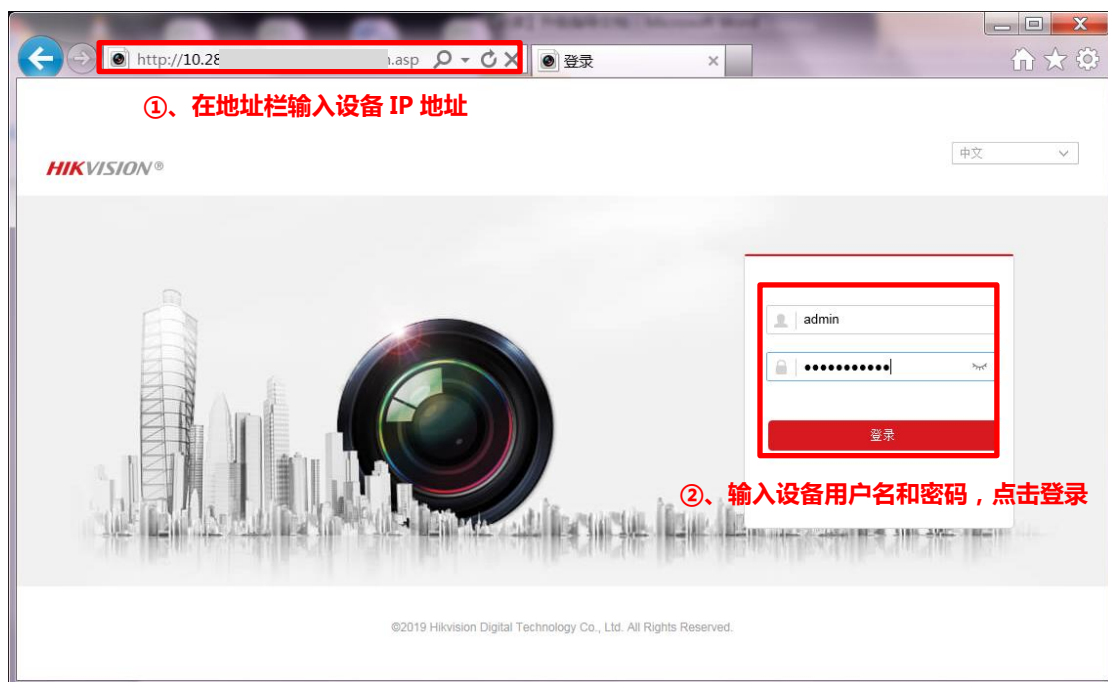 http://10.28
.asp
登录
①、在地址栏输入设备 IP 地址
HIKVISION®
中文
admin
登录
②、输入设备用户名和密码，点击登录
©2019 Hikvision Digital Technology Co., Ltd. All Rights Reserved.